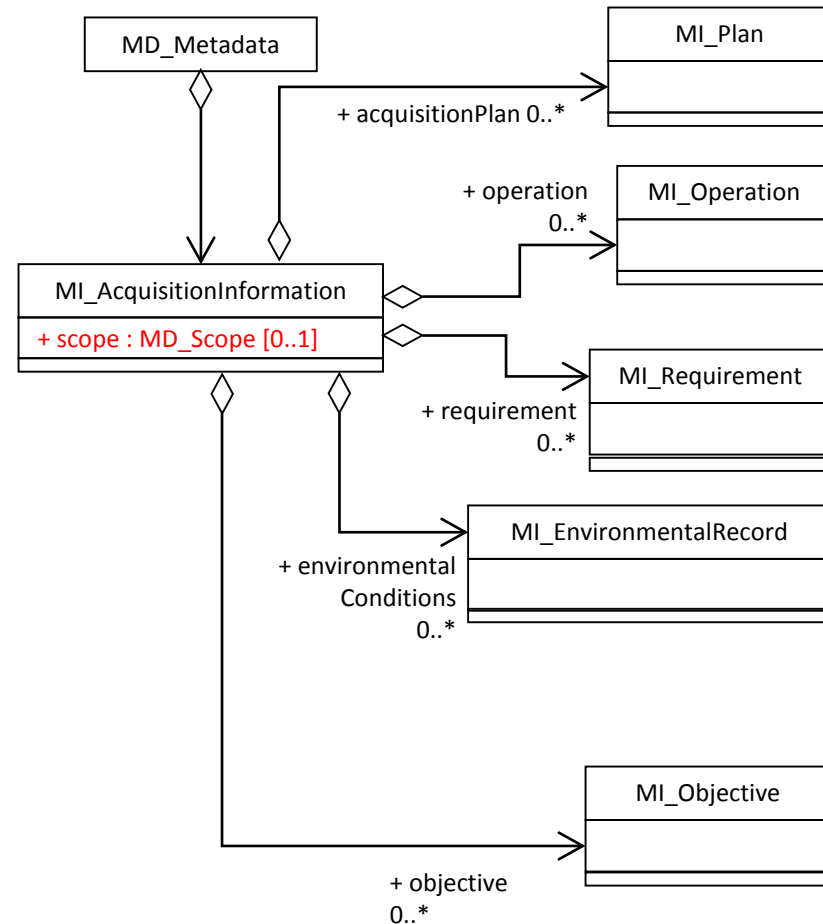 MD_Metadata
MI_Plan
+ acquisitionPlan 0..*
+ operation
0..*
MI_Operation
MI_AcquisitionInformation
+ scope : MD_Scope [0..1]
MI_Requirement
+ requirement
0..*
MI_EnvironmentalRecord
+ environmental
Conditions
0..*
MI_Objective
+ objective
0..*